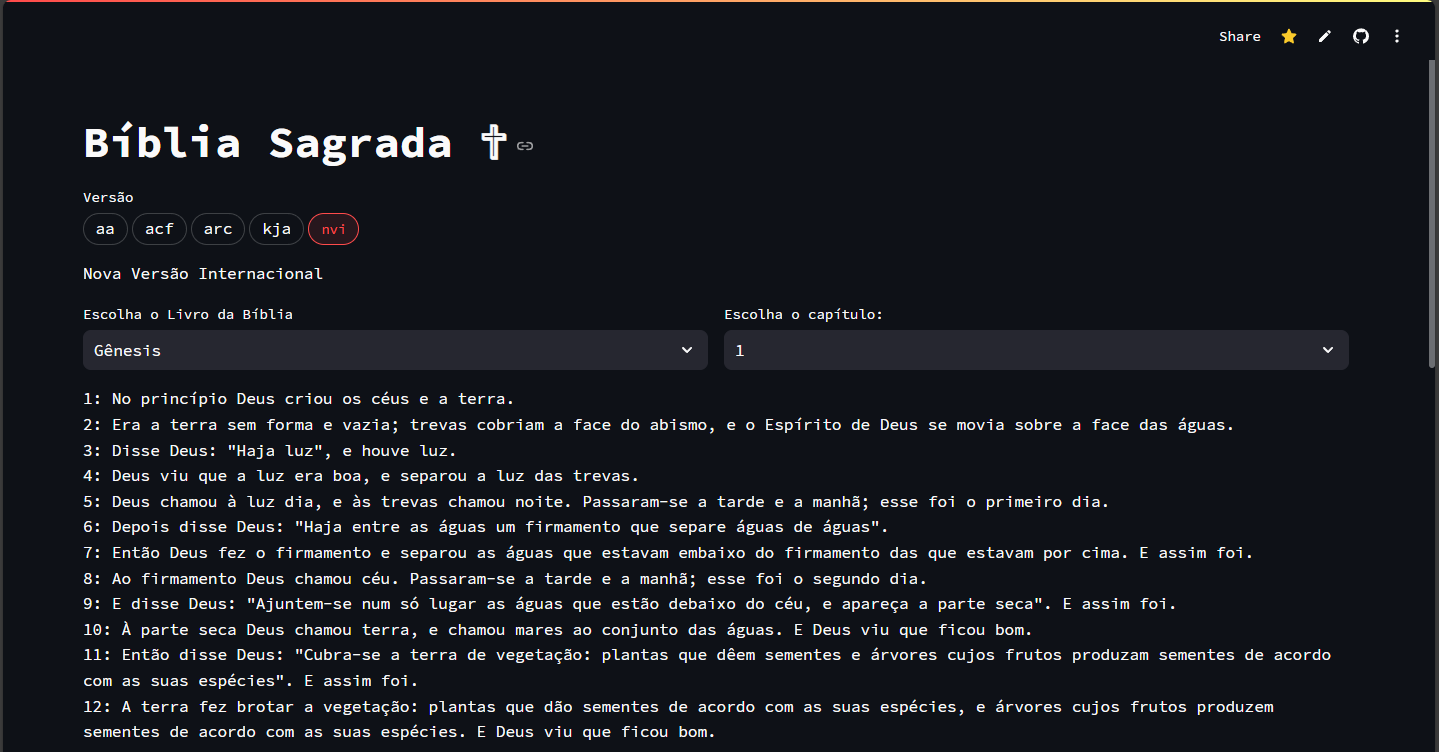 Share
Bíblia Sagrada ✞
Versão
aa acf arc kja nvi
Nova Versão Internacional
Escolha o Livro da Bíblia
Escolha o capítulo:
Gênesis
1
1: No princípio Deus criou os céus e a terra.
2: Era a terra sem forma e vazia; trevas cobriam a face do abismo, e o Espírito de Deus se movia sobre a face das águas.
3: Disse Deus: "Haja luz", e houve luz.
4: Deus viu que a luz era boa, e separou a luz das trevas.
5: Deus chamou à luz dia, e às trevas chamou noite. Passaram-se a tarde e a manhã; esse foi o primeiro dia.
6: Depois disse Deus: "Haja entre as águas um firmamento que separe águas de águas".
7: Então Deus fez o firmamento e separou as águas que estavam embaixo do firmamento das que estavam por cima. E assim foi.
8: Ao firmamento Deus chamou céu. Passaram-se a tarde e a manhã; esse foi o segundo dia.
9: E disse Deus: "Ajuntem-se num só lugar as águas que estão debaixo do céu, e apareça a parte seca". E assim foi.
10: À parte seca Deus chamou terra, e chamou mares ao conjunto das águas. E Deus viu que ficou bom.
11: Então disse Deus: "Cubra-se a terra de vegetação: plantas que dêem sementes e árvores cujos frutos produzam sementes de acordo
com as suas espécies". E assim foi.
12: A terra fez brotar a vegetação: plantas que dão sementes de acordo com as suas espécies, e árvores cujos frutos produzem
sementes de acordo com as suas espécies. E Deus viu que ficou bom.